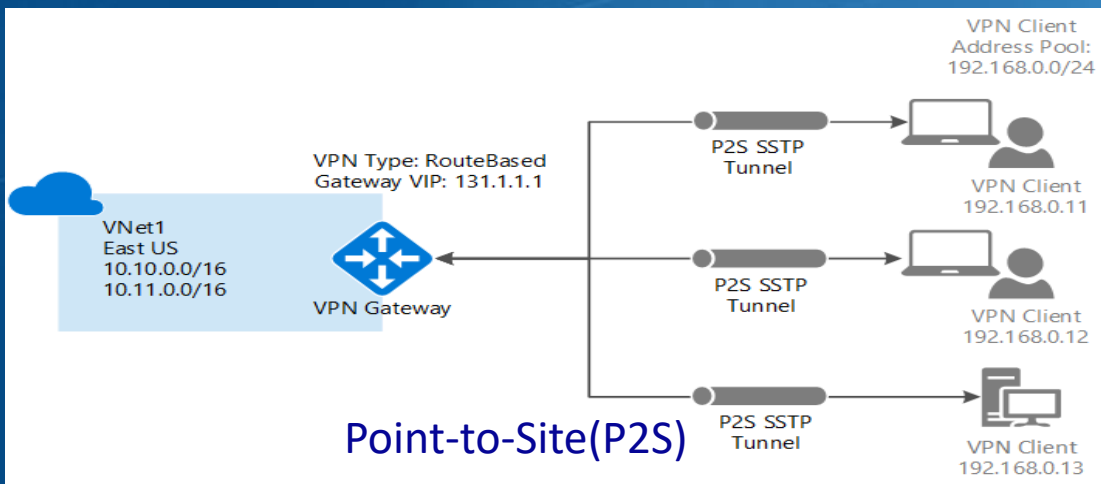 VPN Client
Address Pool:
192.168.0.0/24
P2S SSTP
Tunnel
VPN Type: RouteBased
Gateway VIP: 131.1.1.1
VPN Client
192.168.0.11
VNet1
East US
10.10.0.0/16
10.11.0.0/16
VPN Gateway
P2S SSTP
Tunnel
VPN Client
192.168.0.12
Point-to-Site(P2S)
P2S SSTP
Tunnel
VPN Client
192.168.0.13